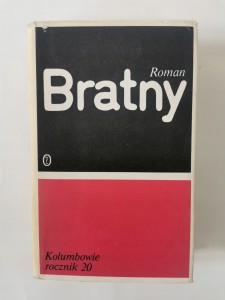 Roman
Bratny
Kolumbowie
rocznik 20